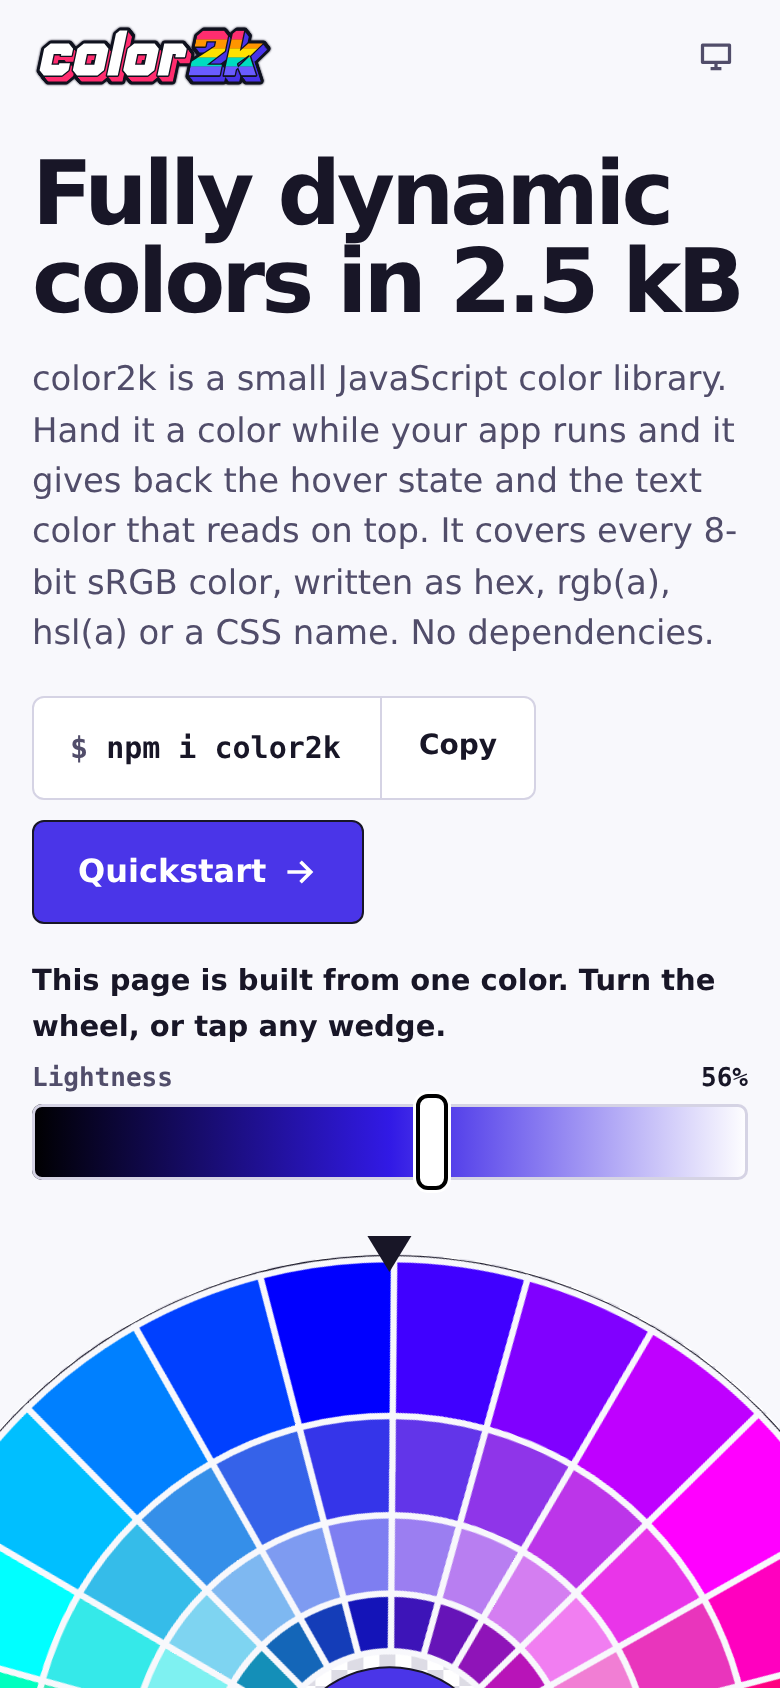 color2k
Fully dynamic
colors in 2.5 kB
color2k is a small JavaScript color library.
Hand it a color while your app runs and it
gives back the hover state and the text
color that reads on top. It covers every 8-
bit sRGB color, written as hex, rgb(a),
hsl(a) or a CSS name. No dependencies.
$ npm i color2k
Copy
Quickstart →
This page is built from one color. Turn the
wheel, or tap any wedge.
Lightness
56%